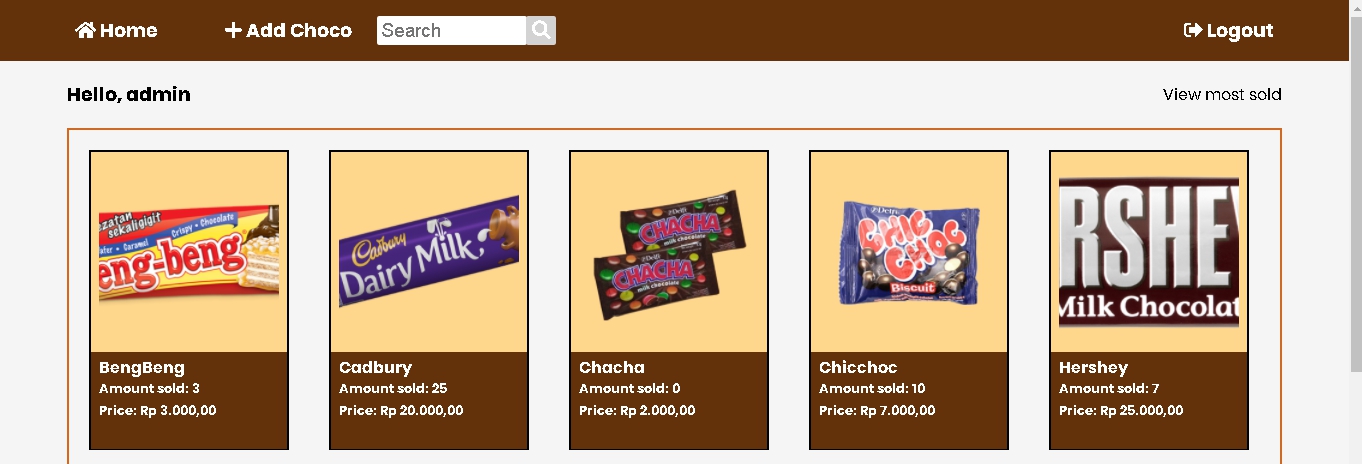 Home
Add Choco
Search
Logout
Hello, admin
View most sold
zatan
sekaligigit
Crispy • Chocolate
ater • Caramel
eng-beng
Cadbury
Dairy Milk
Delfi
CHACHA
milk chocolate
Delfi
CHACHA
milk chocolate
Delfi
CHIC
CHOC
Biscuit
RSHEY
Milk Chocolat
BengBeng
Amount sold: 3
Price: Rp 3.000,00
Cadbury
Amount sold: 25
Price: Rp 20.000,00
Chacha
Amount sold: 0
Price: Rp 2.000,00
Chicchoc
Amount sold: 10
Price: Rp 7.000,00
Hershey
Amount sold: 7
Price: Rp 25.000,00